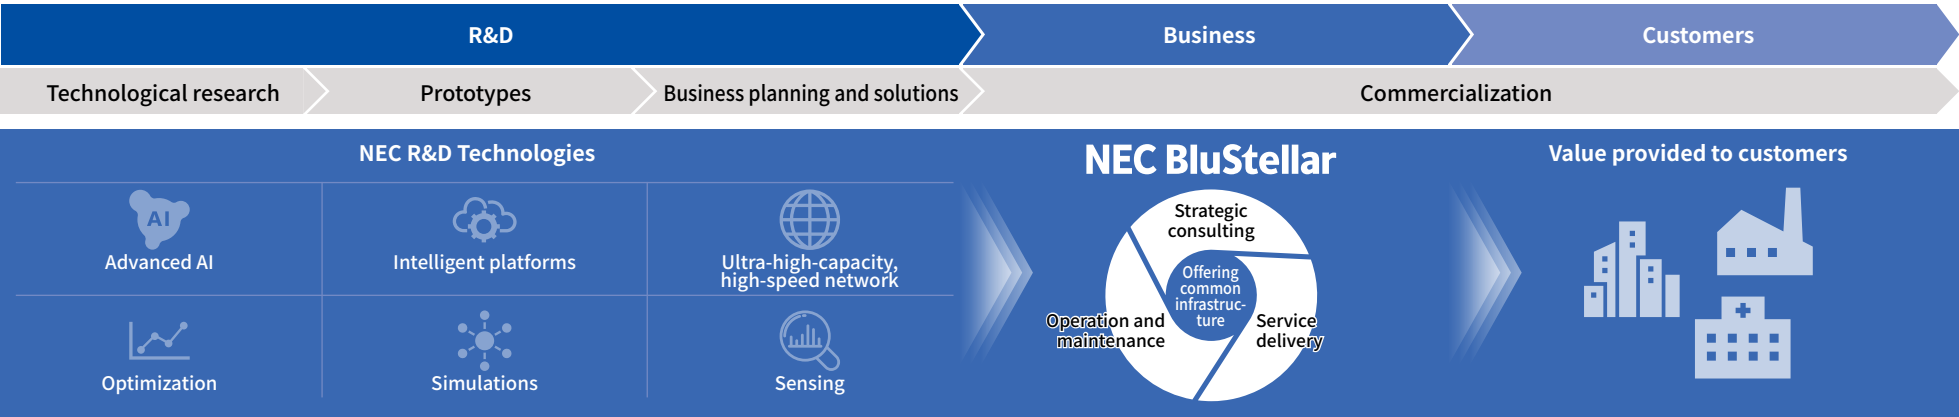 R&D
Business
Customers
Technological research
Prototypes
Business planning and solutions
Commercialization
NEC R&D Technologies
AI
Advanced AI
Intelligent platforms
Ultra-high-capacity,
high-speed network
Optimization
Simulations
Sensing
NEC BluStellar
Strategic
consulting
Offering
common
infrastruc-
ture
Operation and
maintenance
Service
delivery
Value provided to customers